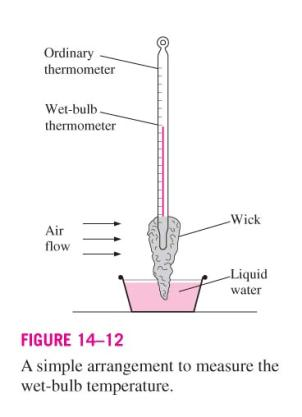 Ordinary
thermometer
Wet-bulb
thermometer
Air
flow
Wick
Liquid
water
FIGURE 14–12
A simple arrangement to measure the
wet-bulb temperature.